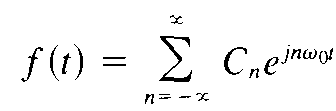 f(t) = ∑_{n=-∞}^{∞} C_n e^{jnω_0t}